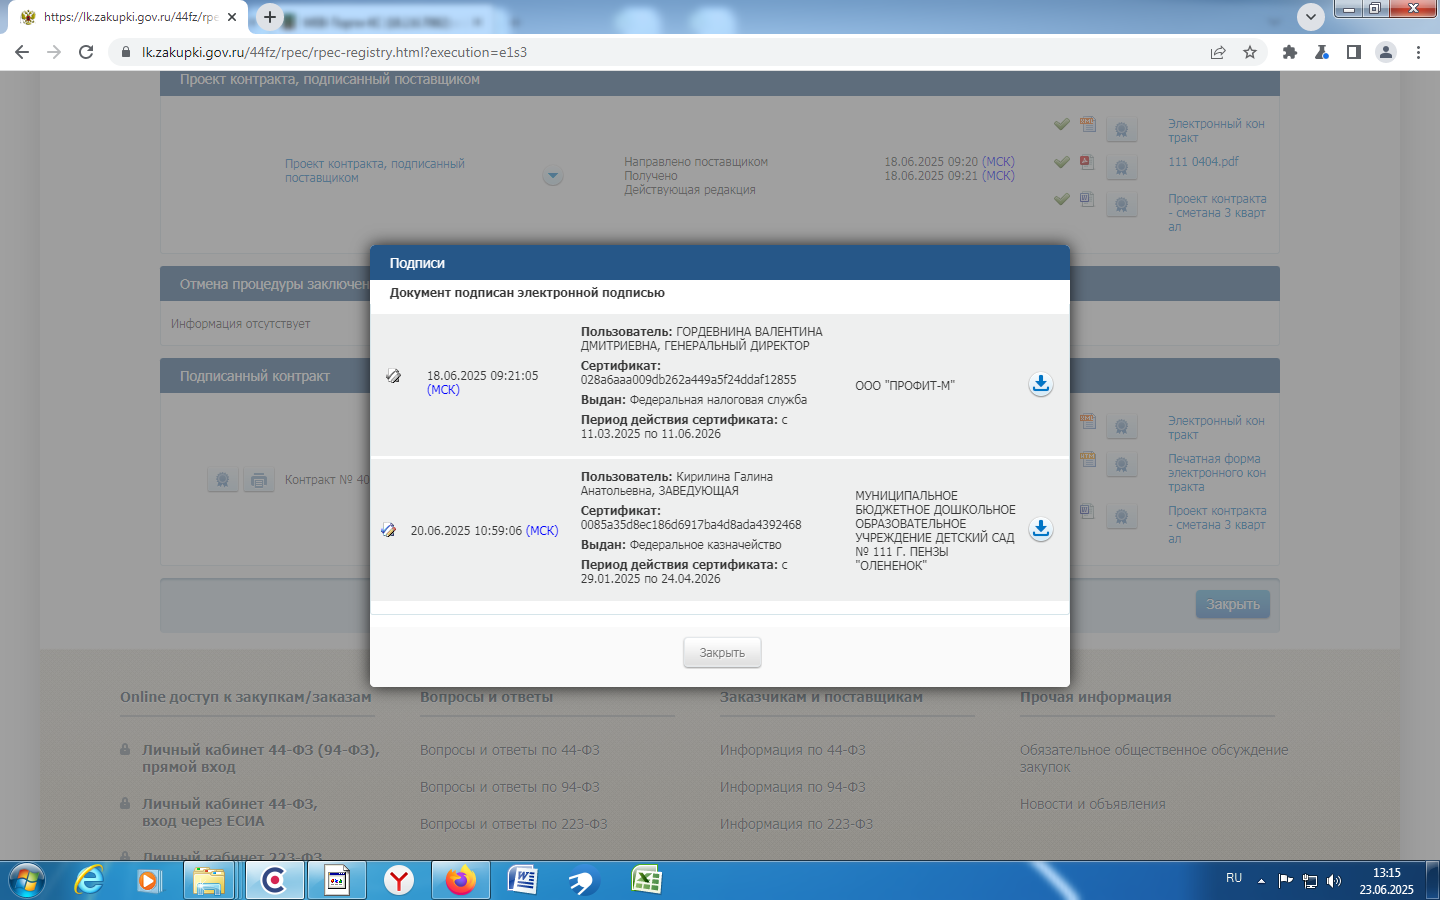 https://lk.zakupki.gov.ru/44fz/rpe
lk.zakupki.gov.ru/44fz/rpec/rpec-registry.html?execution=e1s3
Проект контракта, подписанный поставщиком
Проект контракта, подписанный
поставщиком
Направлено поставщиком
Получено
Действующая редакция
18.06.2025 09:20 (МСК)
18.06.2025 09:21 (МСК)
Электронный кон
тракт
111 0404.pdf
Проект контракта
- сметана 3 кварт
ал
Отмена процедуры заключен
Информация отсутствует
Подписанный контракт
Контракт № 40
Электронный кон
тракт
Печатная форма
электронного кон
тракта
Проект контракта
- сметана 3 кварт
ал
Закрыть
Подписи
Документ подписан электронной подписью
18.06.2025 09:21:05
(МСК)
Пользователь: ГОРДЕВНИНА ВАЛЕНТИНА
ДМИТРИЕВНА, ГЕНЕРАЛЬНЫЙ ДИРЕКТОР
Сертификат:
028a6aaa009db262a449a5f24ddaf12855
Выдан: Федеральная налоговая служба
Период действия сертификата: с
11.03.2025 по 11.06.2026
ООО "ПРОФИТ-М"
20.06.2025 10:59:06 (МСК)
Пользователь: Кирилина Галина
Анатольевна, ЗАВЕДУЮЩАЯ
Сертификат:
0085a35d8ec186d6917ba4d8ada4392468
Выдан: Федеральное казначейство
Период действия сертификата: с
29.01.2025 по 24.04.2026
МУНИЦИПАЛЬНОЕ
БЮДЖЕТНОЕ ДОШКОЛЬНОЕ
ОБРАЗОВАТЕЛЬНОЕ
УЧРЕЖДЕНИЕ ДЕТСКИЙ САД
№ 111 Г. ПЕНЗЫ
"ОЛЕНЕНОК"
Закрыть
Online доступ к закупкам/заказам
Личный кабинет 44-ФЗ (94-ФЗ),
прямой вход
Личный кабинет 44-ФЗ,
вход через ЕСИА
Личный кабинет 223-ФЗ
Вопросы и ответы
Вопросы и ответы по 44-ФЗ
Вопросы и ответы по 94-ФЗ
Вопросы и ответы по 223-ФЗ
Заказчикам и поставщикам
Информация по 44-ФЗ
Информация по 94-ФЗ
Информация по 223-ФЗ
Прочая информация
Обязательное общественное обсуждение
закупок
Новости и объявления
RU
13:15
23.06.2025